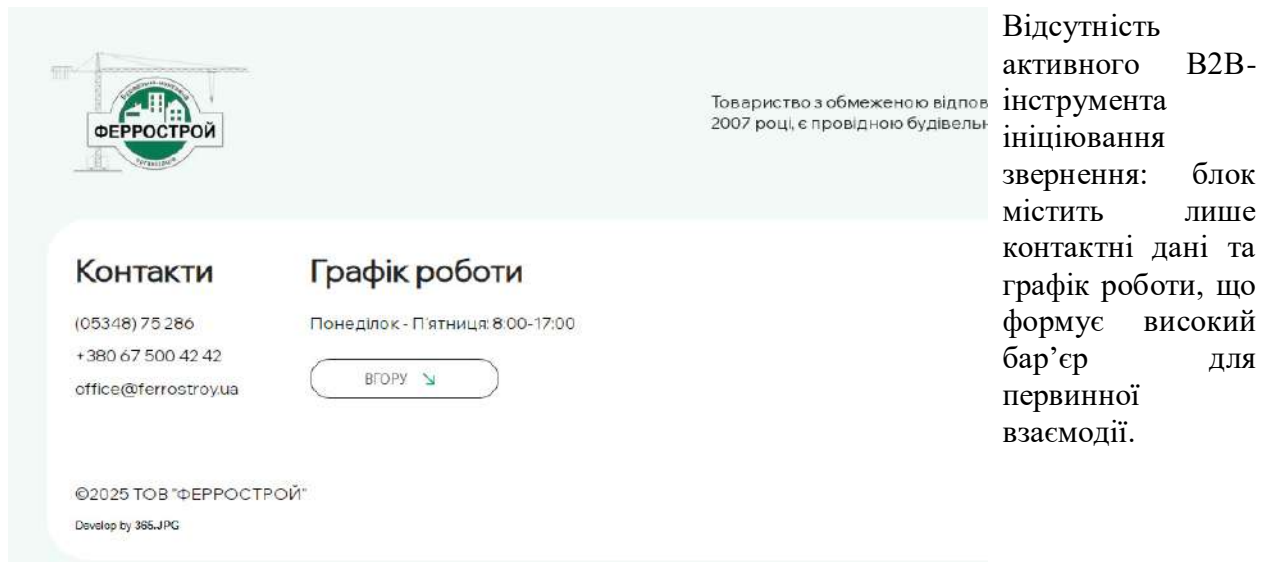 Будівельно-монтажна
ФЕРРОСТРОЙ
організація
Товариство з обмеженою відпов
2007 році, є провідною будівельн
Контакти
(05348) 75 286
+380 67 500 42 42
office@ferrostroy.ua
Графік роботи
Понеділок - П'ятниця: 8:00-17:00
ВГОРУ
©2025 ТОВ "ФЕРРОСТРОЙ"
Develop by 365.JPG
Відсутність
активного B2B-
інструмента
ініціювання
звернення: блок
містить лише
контактні дані та
графік роботи, що
формує високий
бар’єр для
первинної
взаємодії.